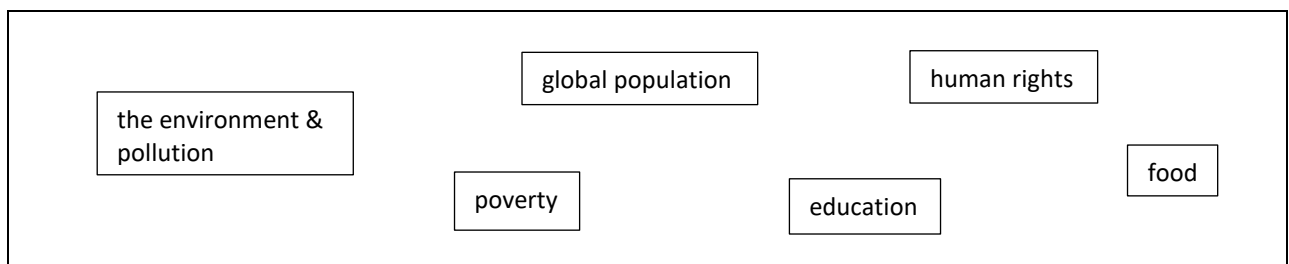 global population
human rights
the environment &
pollution
food
poverty
education